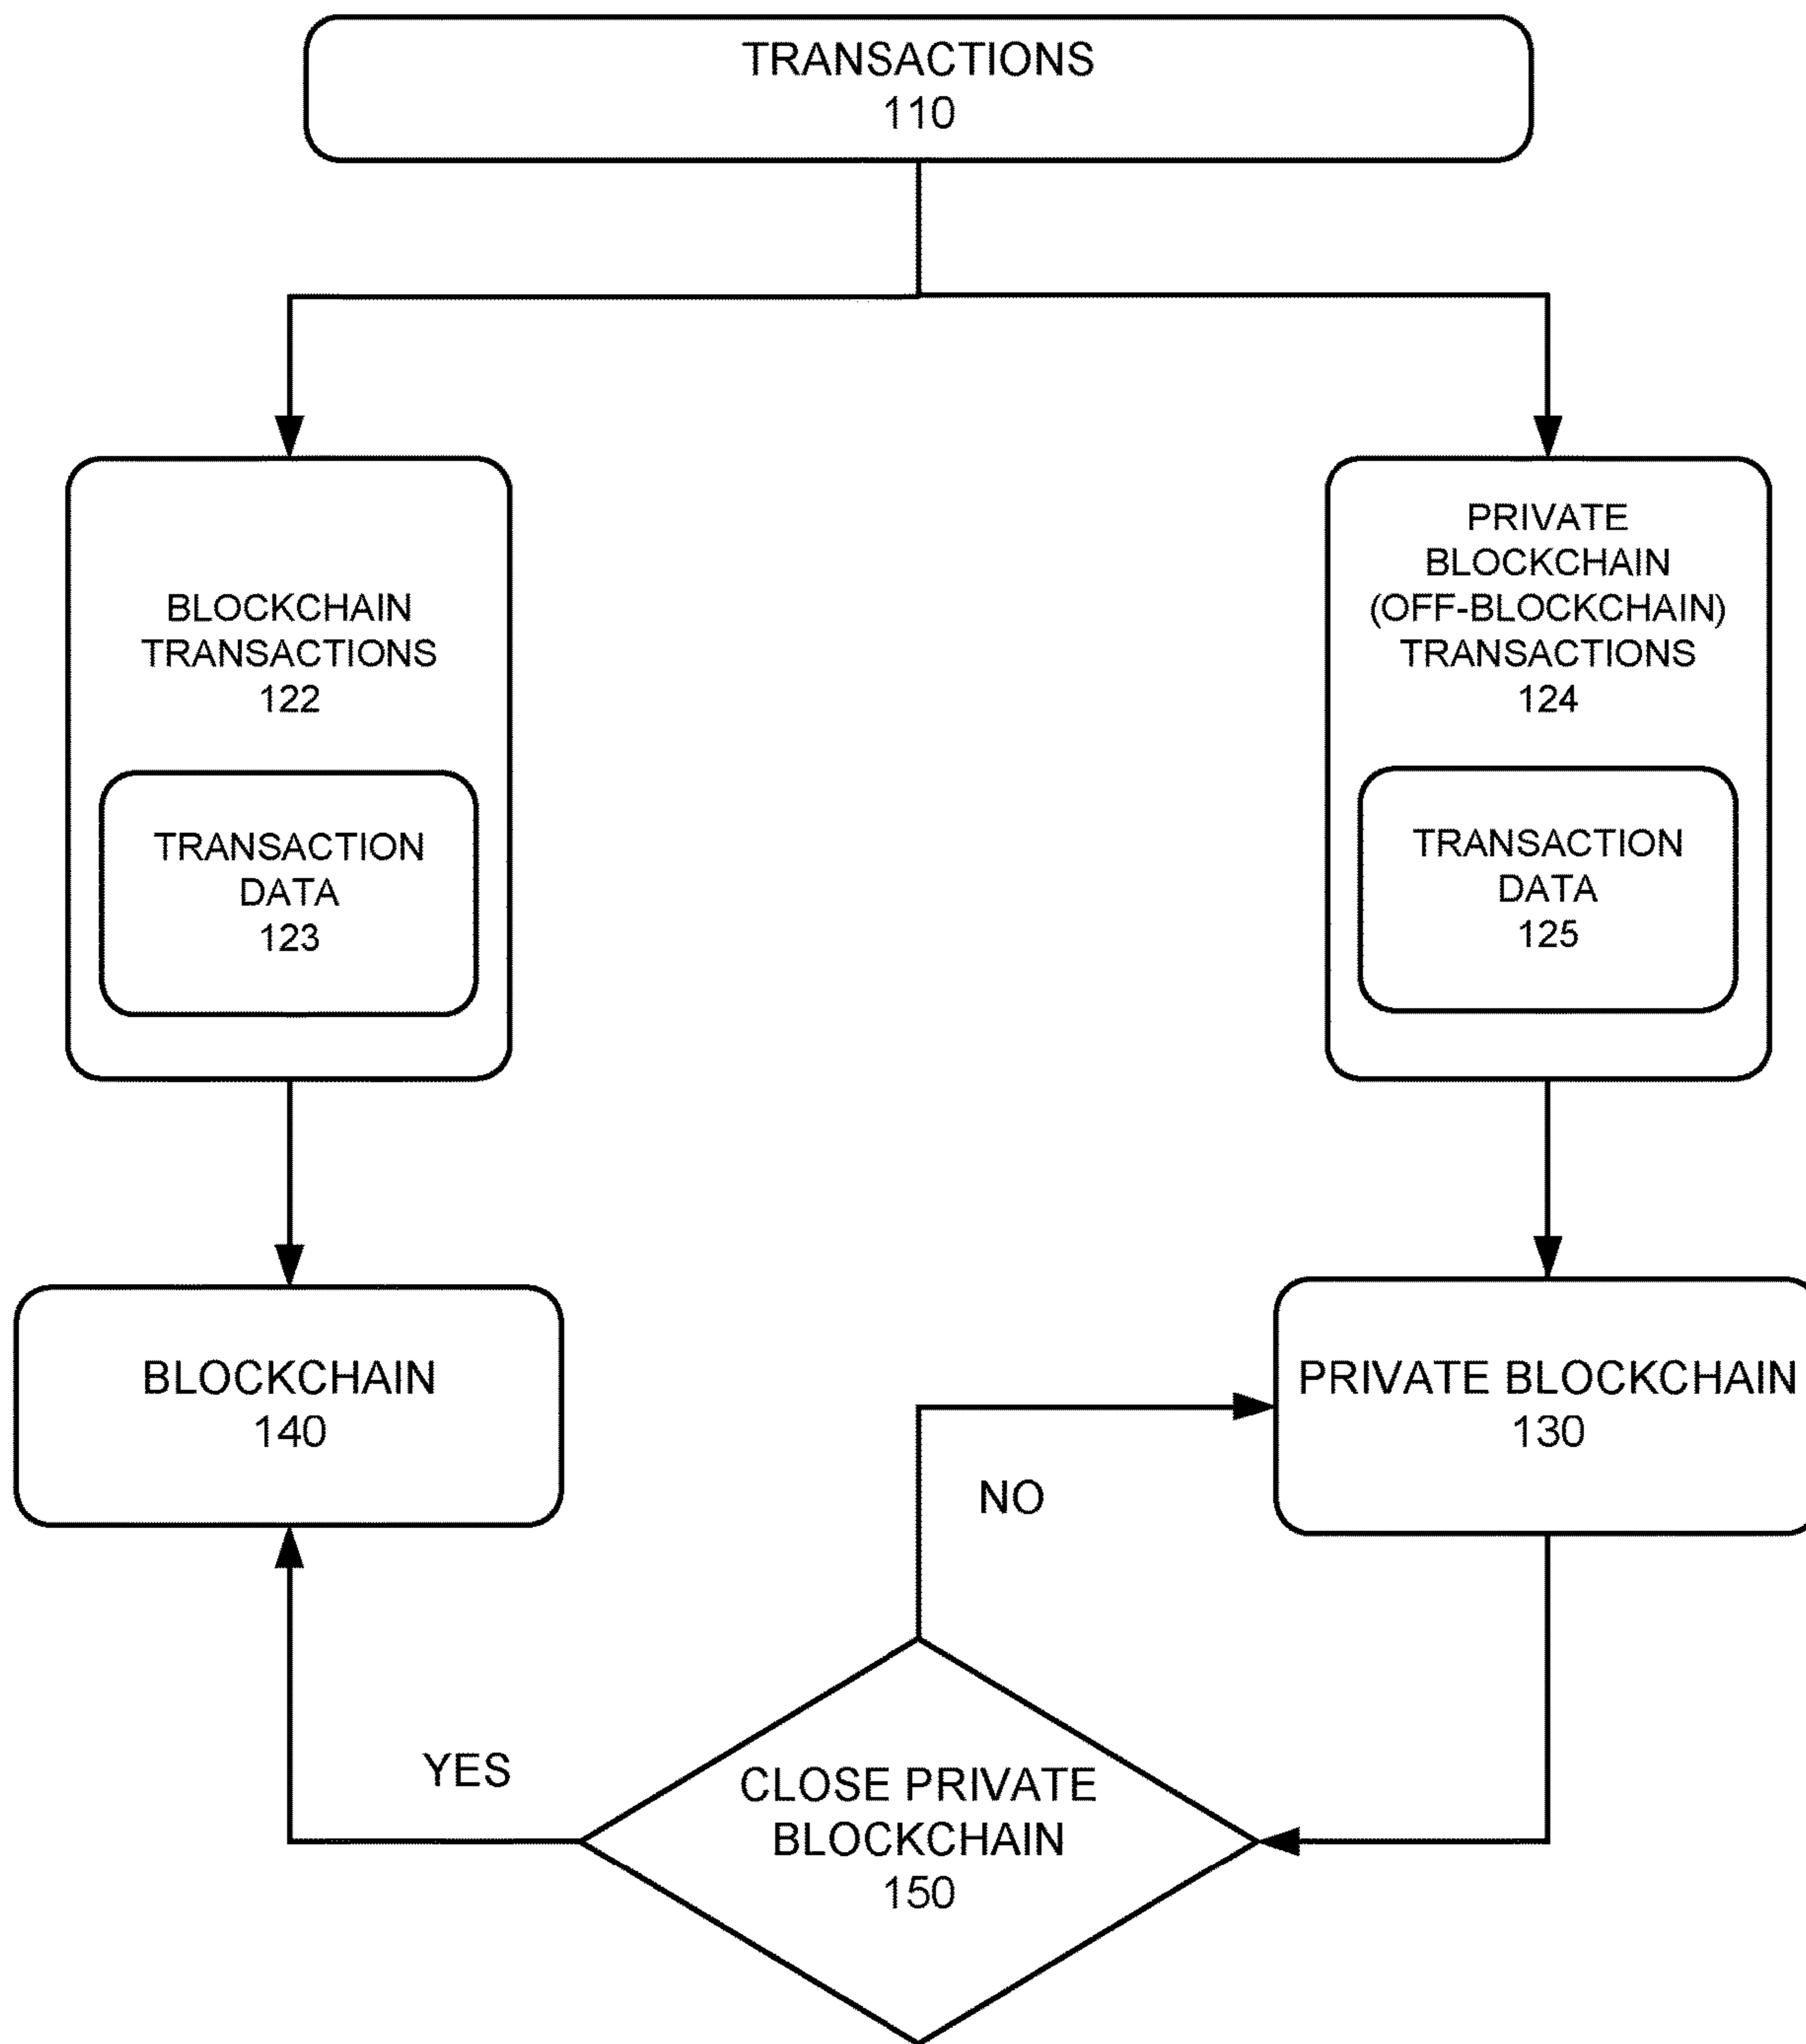 TRANSACTIONS
110
BLOCKCHAIN
TRANSACTIONS
122
TRANSACTION
DATA
123
PRIVATE
BLOCKCHAIN
(OFF-BLOCKCHAIN)
TRANSACTIONS
124
TRANSACTION
DATA
125
BLOCKCHAIN
140
PRIVATE BLOCKCHAIN
130
NO
YES
CLOSE PRIVATE
BLOCKCHAIN
150